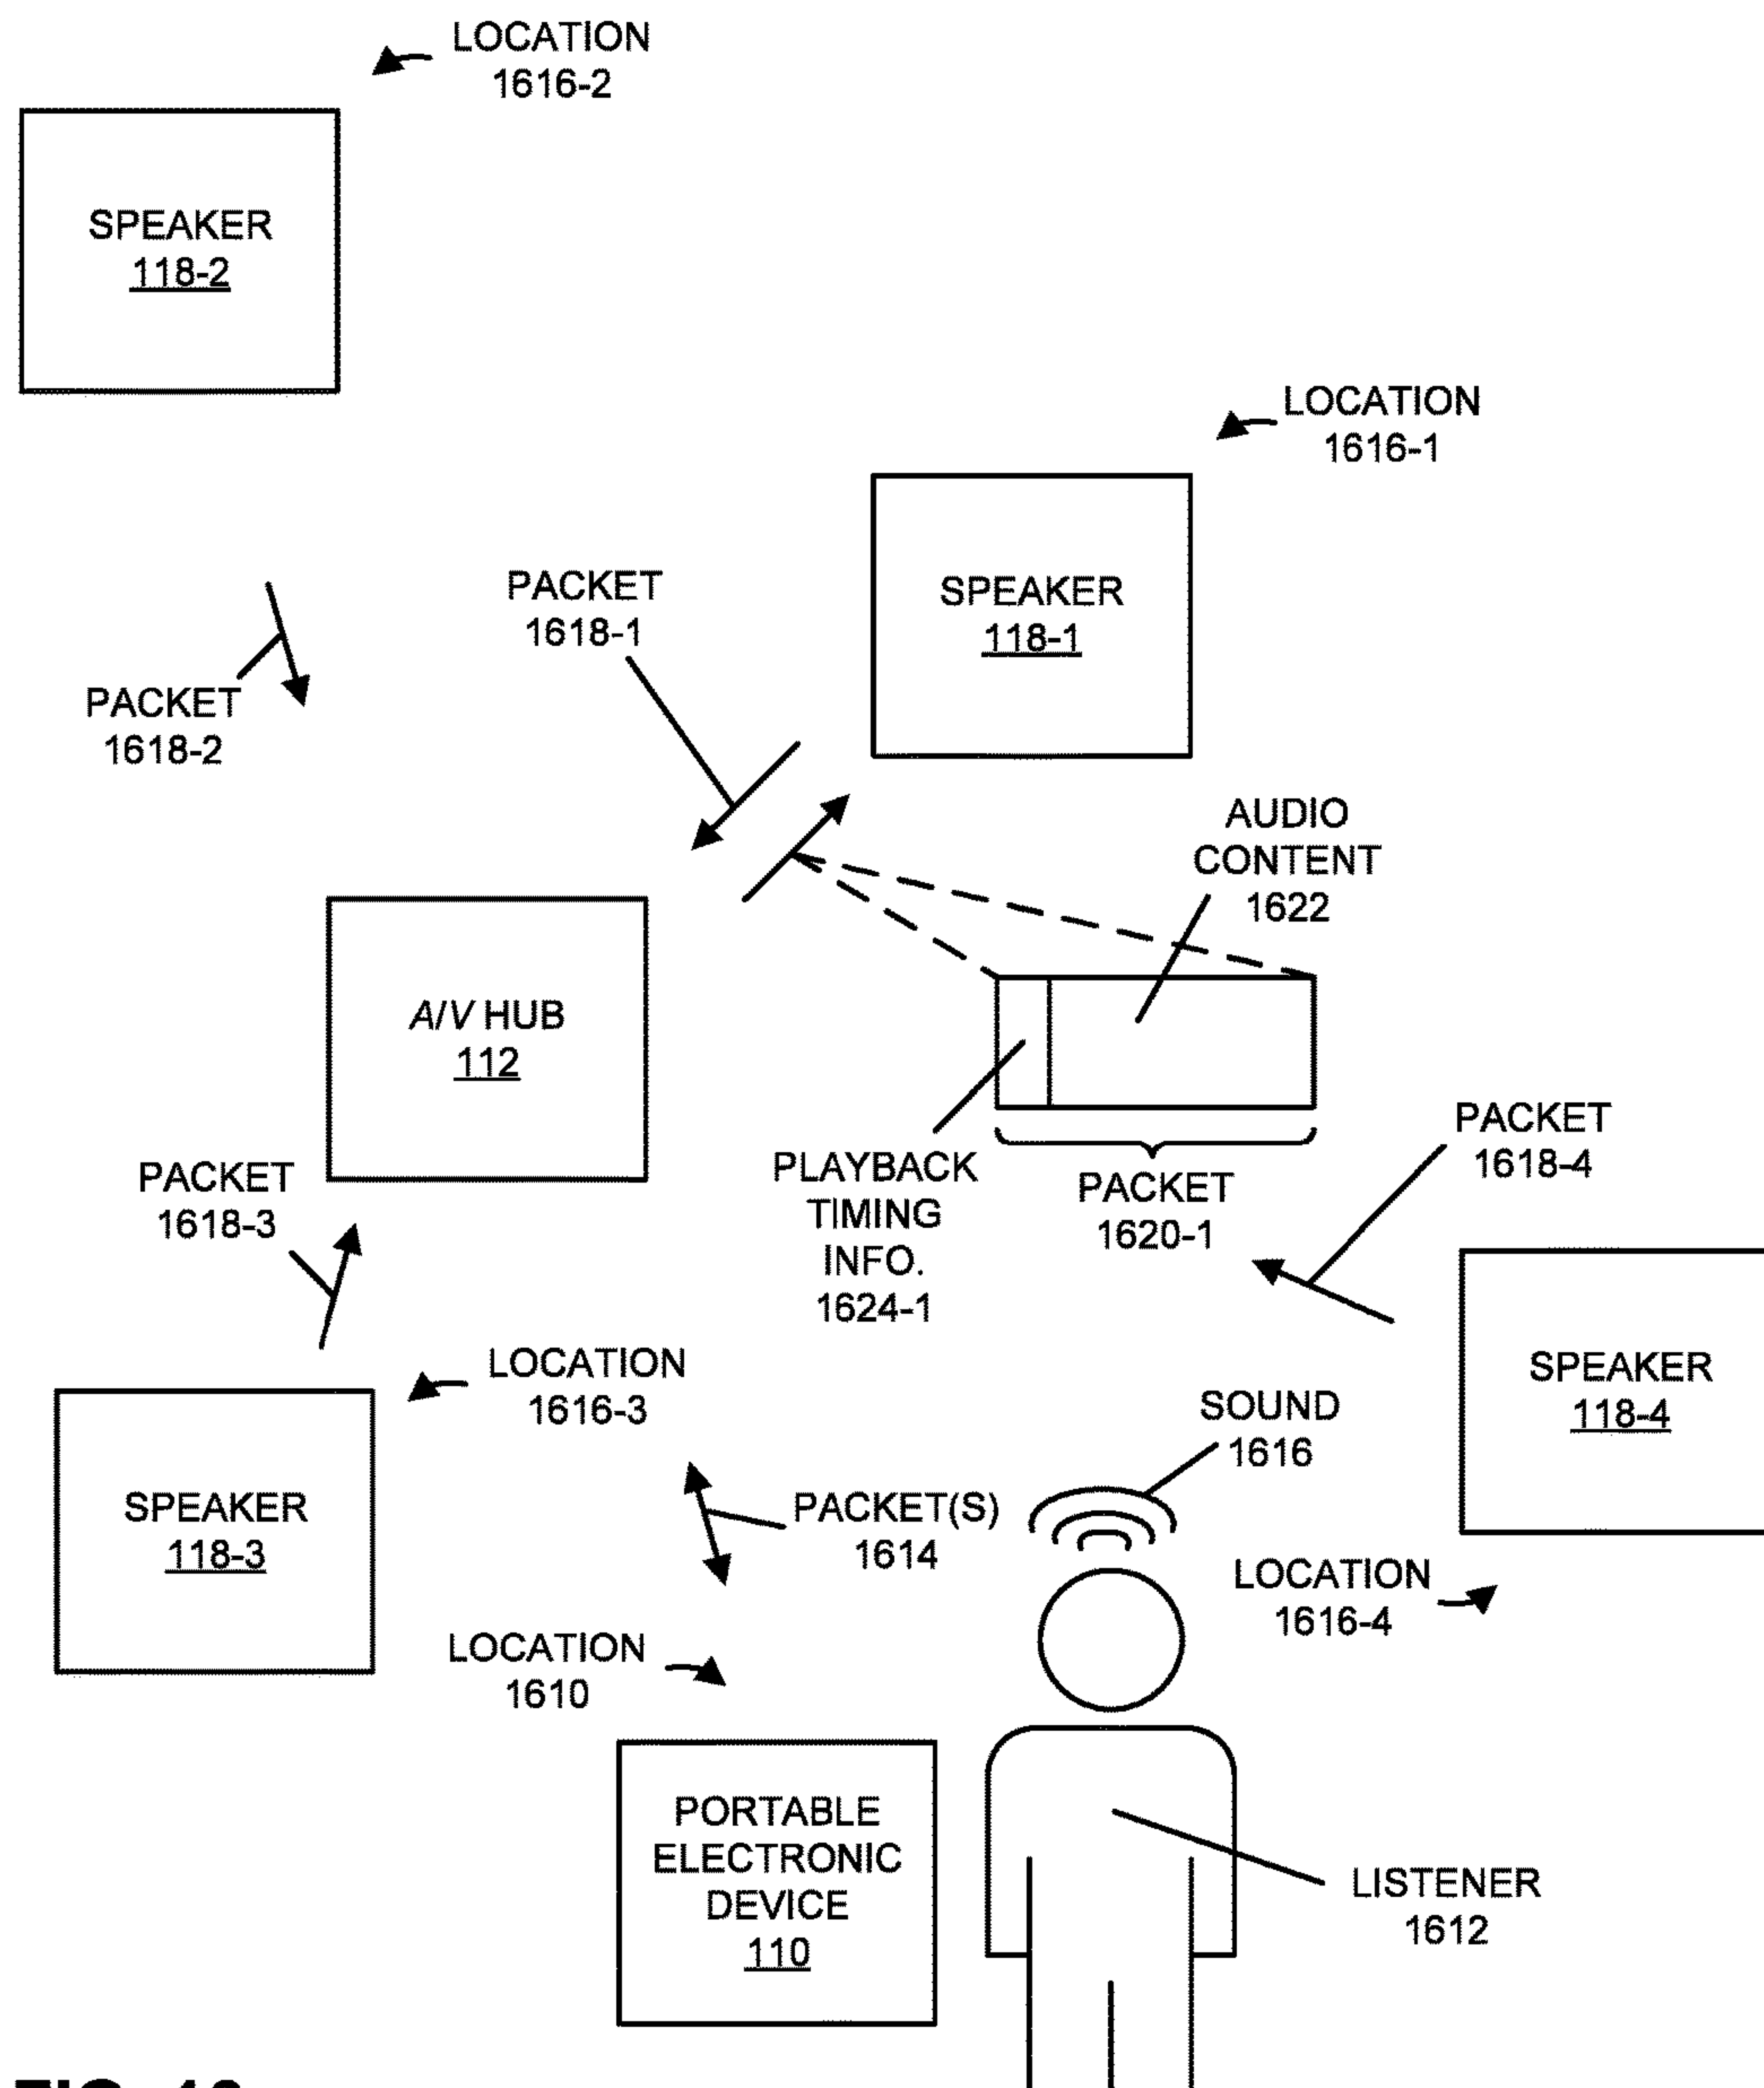 LOCATION
1616-2
SPEAKER
118-2
LOCATION
1616-1
SPEAKER
118-1
PACKET
1618-1
PACKET
1618-2
AUDIO
CONTENT
1622
A/V HUB
112
PACKET
1618-4
PLAYBACK
TIMING
INFO.
1624-1
PACKET
1620-1
PACKET
1618-3
LOCATION
1616-3
SPEAKER
118-4
SOUND
1616
SPEAKER
118-3
PACKET(S)
1614
LOCATION
1616-4
LOCATION
1610
PORTABLE
ELECTRONIC
DEVICE
110
LISTENER
1612